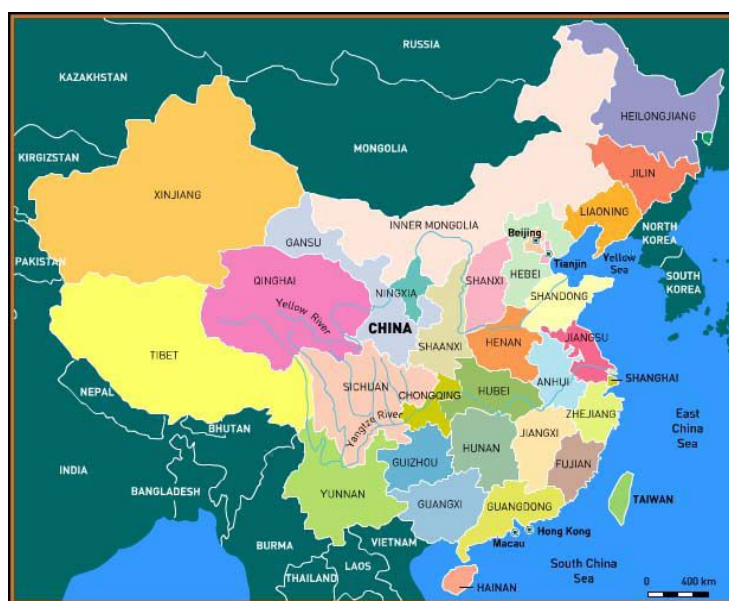 RUSSIA
KAZAKHSTAN
HEILONGJIANG
MONGOLIA
KIRGIZSTAN
JILIN
XINJIANG
LIAONING
INNER MONGOLIA
Beijing
NORTH
KOREA
GANSU
Tianjin
Yellow
Sea
PAKISTAN
QINGHAI
NINGXIA
SHANXI
HEBEI
SOUTH
KOREA
SHANDONG
Yellow River
CHINA
TIBET
SHAANXI
HENAN
JIANGSU
SICHUAN
CHONGQING
HUBEI
ANHUI
SHANGHAI
NEPAL
Yangtze River
ZHEJIANG
East
China
Sea
BHUTAN
JIANGXI
HUNAN
GUIZHOU
FUJIAN
INDIA
BANGLADESH
YUNNAN
GUANGXI
GUANGDONG
TAIWAN
Hong Kong
Macau
BURMA
VIETNAM
LAOS
THAILAND
South China
Sea
HAINAN
0 400 km